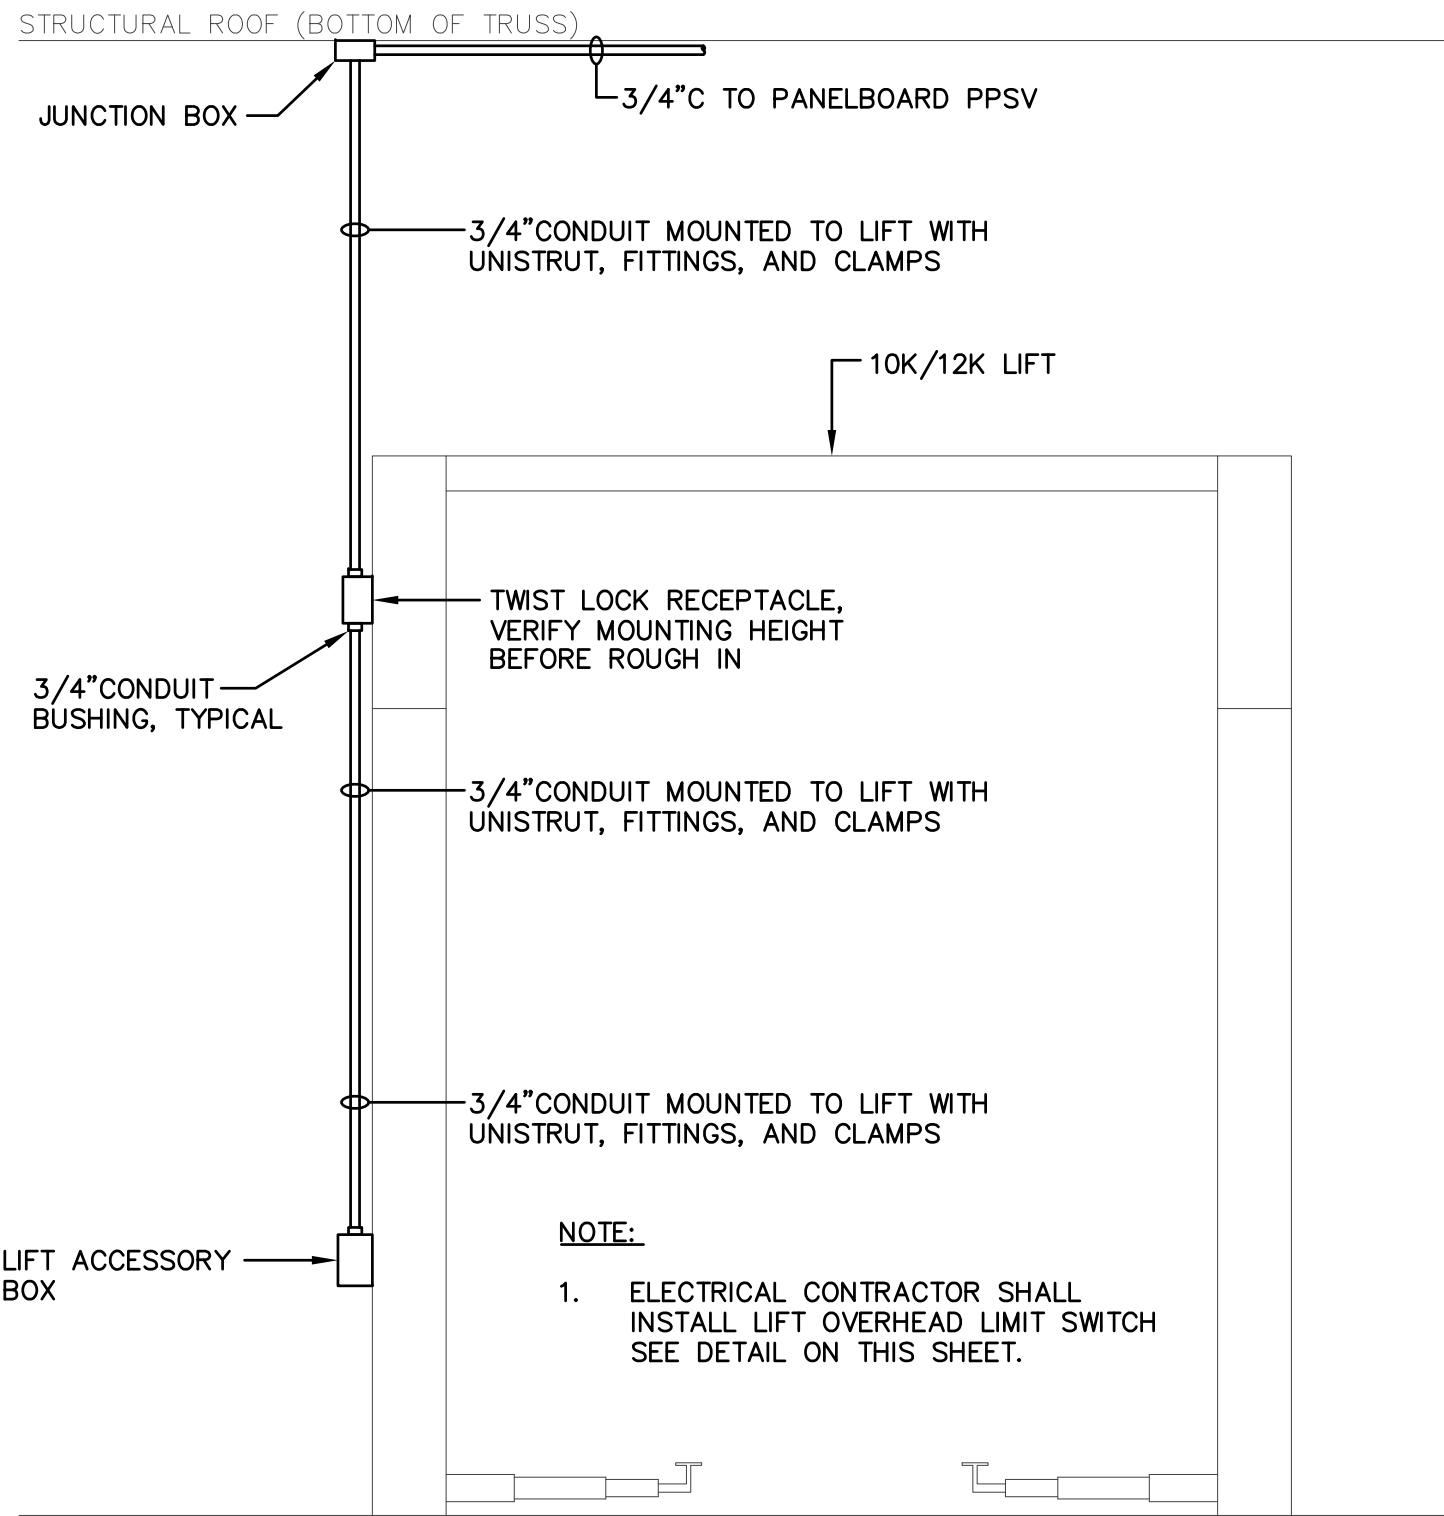 STRUCTURAL ROOF (BOTTOM OF TRUSS)
JUNCTION BOX
3/4"C TO PANELBOARD PPSV
3/4"CONDUIT MOUNTED TO LIFT WITH
UNISTRUT, FITTINGS, AND CLAMPS
10K/12K LIFT
TWIST LOCK RECEPTACLE,
VERIFY MOUNTING HEIGHT
BEFORE ROUGH IN
3/4"CONDUIT
BUSHING, TYPICAL
3/4"CONDUIT MOUNTED TO LIFT WITH
UNISTRUT, FITTINGS, AND CLAMPS
3/4"CONDUIT MOUNTED TO LIFT WITH
UNISTRUT, FITTINGS, AND CLAMPS
LIFT ACCESSORY
BOX
NOTE:
1. ELECTRICAL CONTRACTOR SHALL
INSTALL LIFT OVERHEAD LIMIT SWITCH
SEE DETAIL ON THIS SHEET.